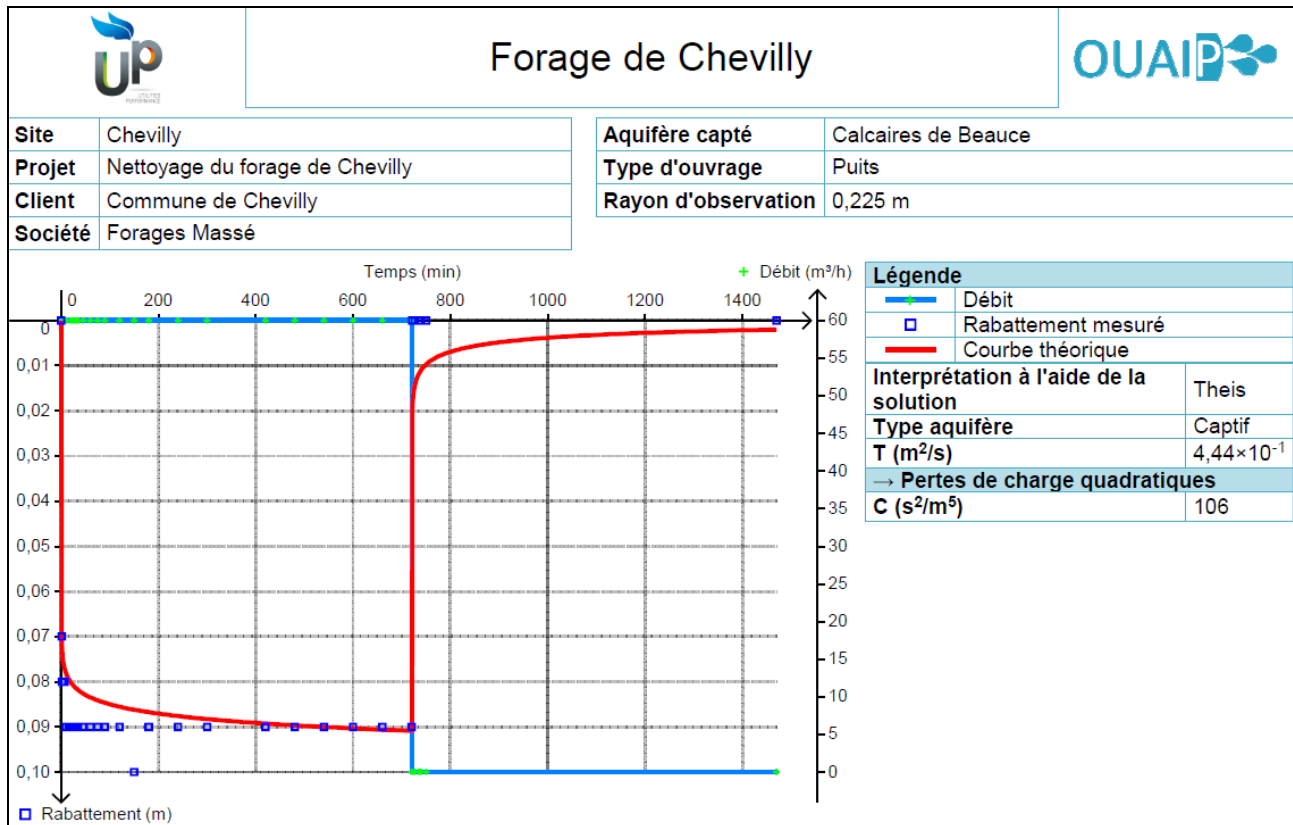 UP
UTILITIES
PERFORMANCE
Forage de Chevilly
OUAIP
Site Chevilly
Projet Nettoyage du forage de Chevilly
Client Commune de Chevilly
Société Forages Massé
Aquifère capté Calcaires de Beauce
Type d'ouvrage Puits
Rayon d'observation 0,225 m
Temps (min)
Débit (m³/h)
0 200 400 600 800 1000 1200 1400
0
0,01
0,02
0,03
0,04
0,05
0,06
0,07
0,08
0,09
0,10
60
55
50
45
40
35
30
25
20
15
10
5
0
Rabattement (m)
Légende
Débit
Rabattement mesuré
Courbe théorique
Interprétation à l'aide de la
solution
Theis
Type aquifère Captif
T (m²/s) 4,44×10⁻¹
→ Pertes de charge quadratiques
C (s²/m⁵) 106